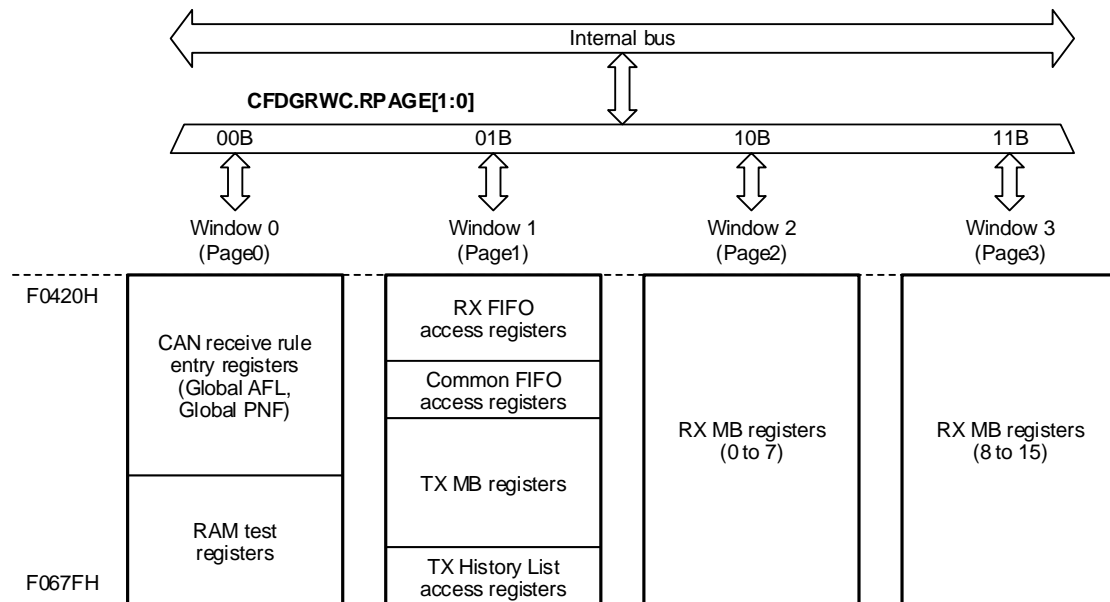 Internal bus
CFDGRWC.RPAGE[1:0]
00B
01B
10B
11B
Window 0
(Page0)
Window 1
(Page1)
Window 2
(Page2)
Window 3
(Page3)
F0420H
CAN receive rule
entry registers
(Global AFL,
Global PNF)
RAM test
registers
F067FH
RX FIFO
access registers
Common FIFO
access registers
TX MB registers
TX History List
access registers
RX MB registers
(0 to 7)
RX MB registers
(8 to 15)